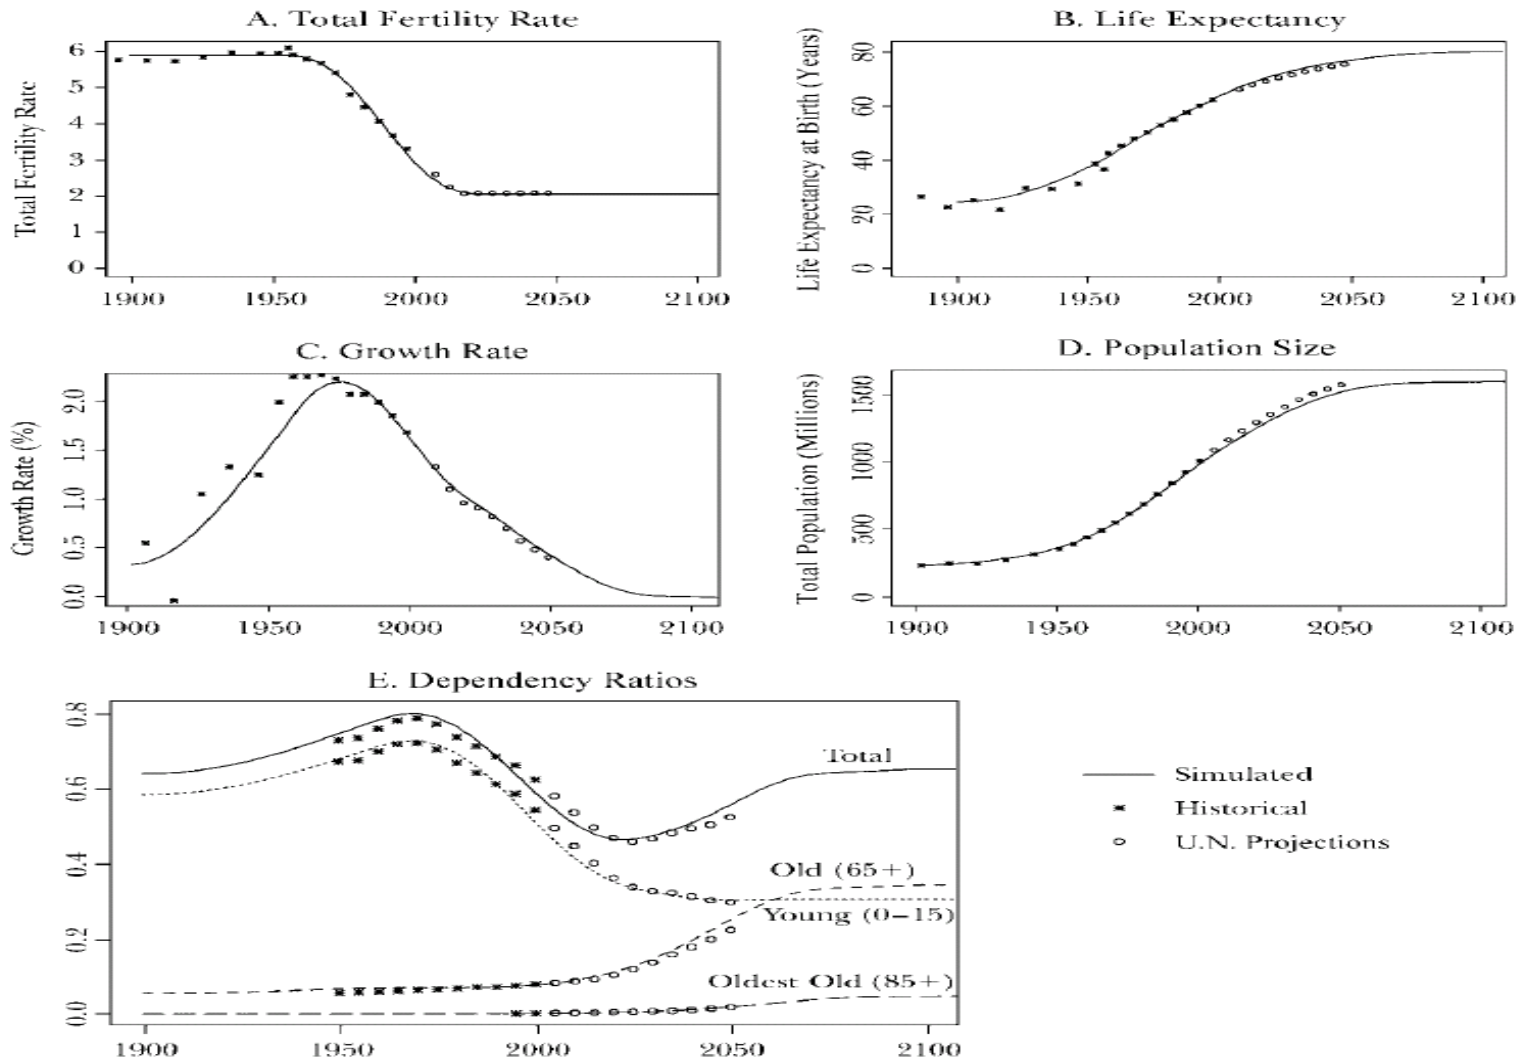 A. Total Fertility Rate
Total Fertility Rate
6
5
4
3
2
1
0
1900 1950 2000 2050 2100
B. Life Expectancy
Life Expectancy at Birth (Years)
80
60
40
20
0
1900 1950 2000 2050 2100
C. Growth Rate
Growth Rate (%)
2.0
1.5
1.0
0.5
0.0
1900 1950 2000 2050 2100
D. Population Size
Total Population (Millions)
1500
1000
500
0
1900 1950 2000 2050 2100
E. Dependency Ratios
0.8
0.6
0.4
0.2
0.0
Total
Old (65+)
Young (0–15)
Oldest Old (85+)
1900 1950 2000 2050 2100
Simulated
Historical
U.N. Projections